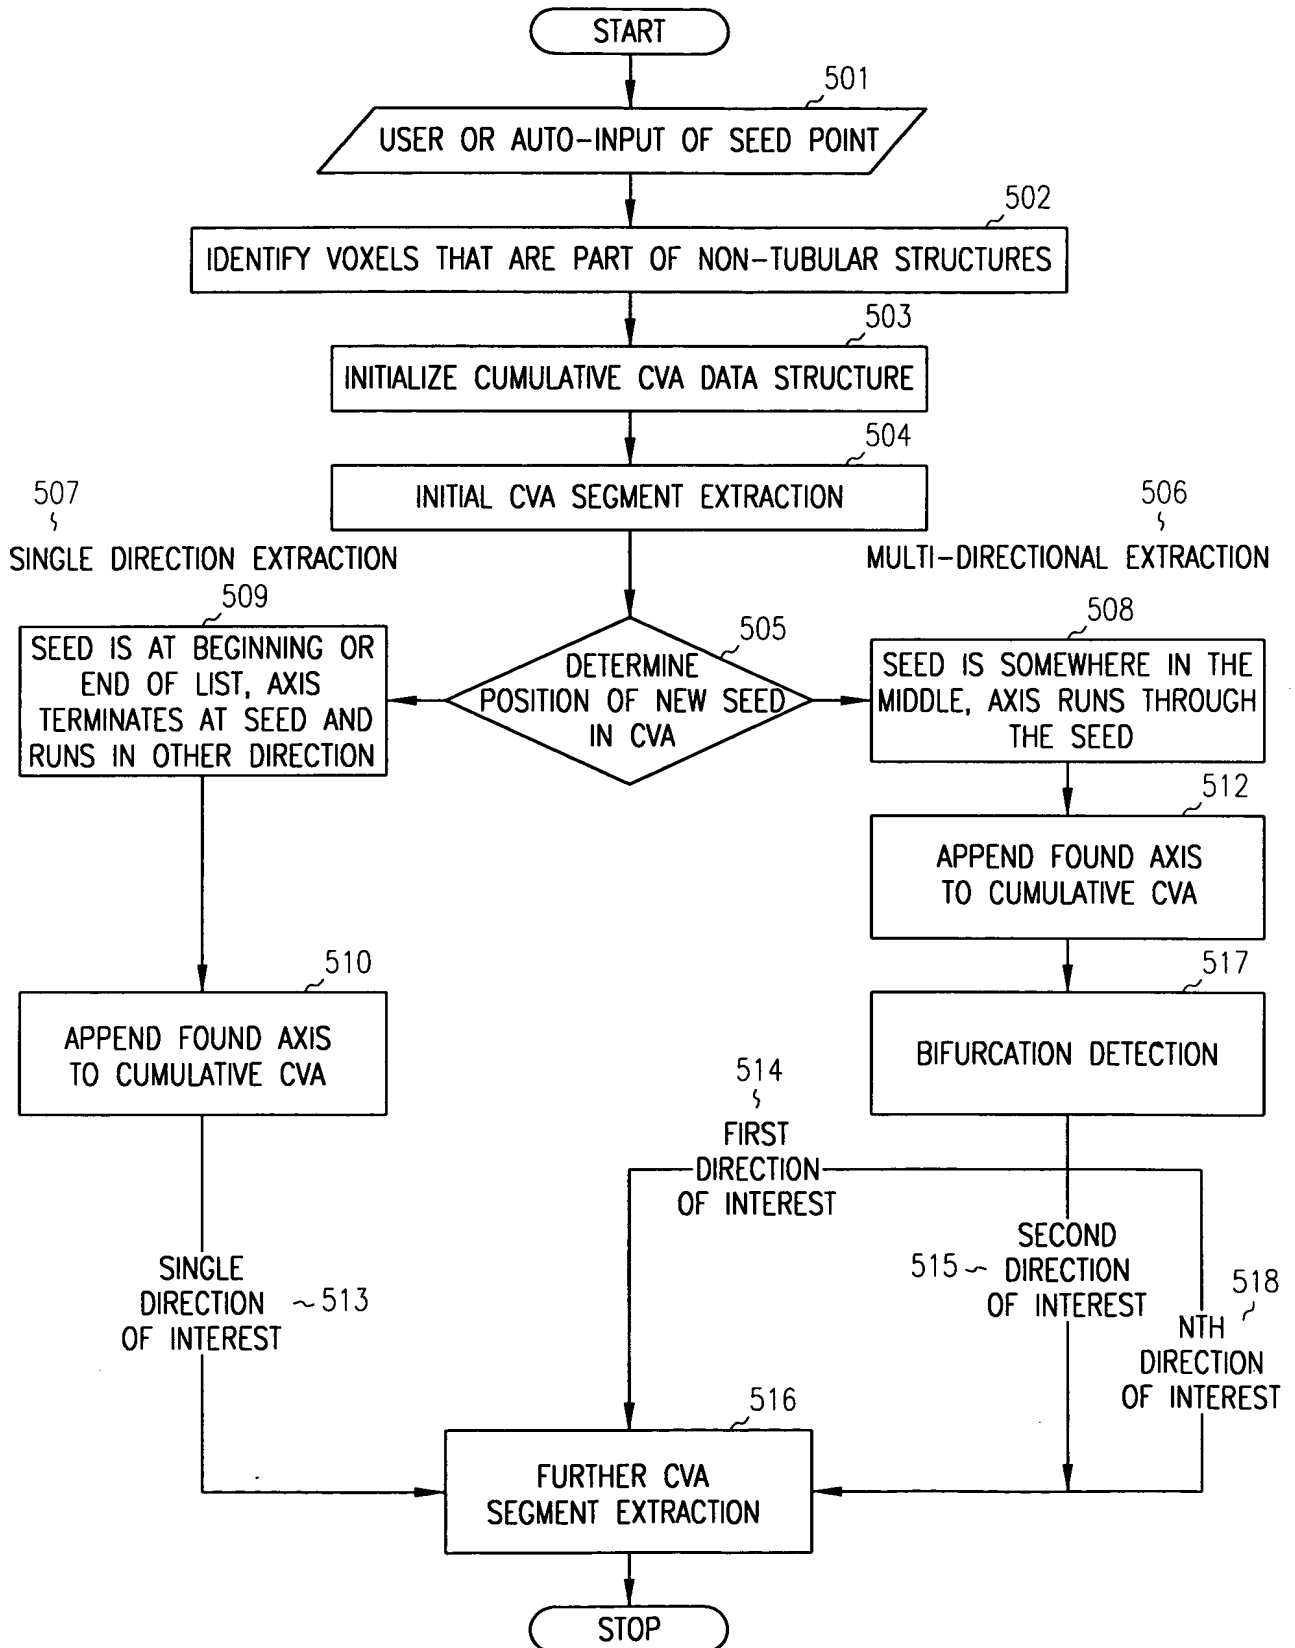 START
501
USER OR AUTO-INPUT OF SEED POINT
502
IDENTIFY VOXELS THAT ARE PART OF NON-TUBULAR STRUCTURES
503
INITIALIZE CUMULATIVE CVA DATA STRUCTURE
504
INITIAL CVA SEGMENT EXTRACTION
507
SINGLE DIRECTION EXTRACTION
506
MULTI-DIRECTIONAL EXTRACTION
509
SEED IS AT BEGINNING OR
END OF LIST, AXIS
TERMINATES AT SEED AND
RUNS IN OTHER DIRECTION
505
DETERMINE
POSITION OF NEW SEED
IN CVA
508
SEED IS SOMEWHERE IN THE
MIDDLE, AXIS RUNS THROUGH
THE SEED
512
APPEND FOUND AXIS
TO CUMULATIVE CVA
510
APPEND FOUND AXIS
TO CUMULATIVE CVA
517
BIFURCATION DETECTION
514
FIRST
DIRECTION
OF INTEREST
SINGLE
DIRECTION
OF INTEREST
513
515
SECOND
DIRECTION
OF INTEREST
518
NTH
DIRECTION
OF INTEREST
516
FURTHER CVA
SEGMENT EXTRACTION
STOP